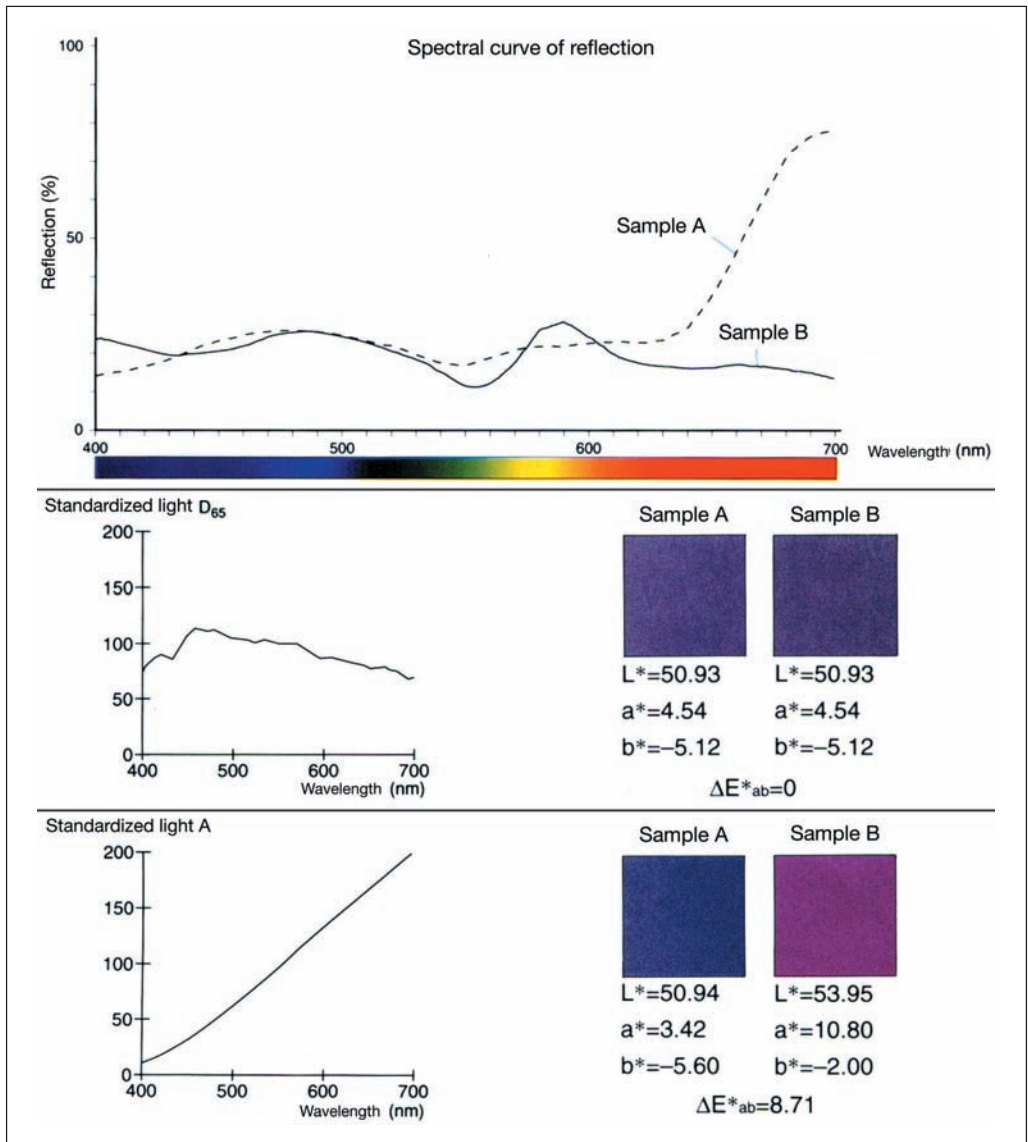 Spectral curve of reflection
100
50
0
Reflection (%)
Sample A
Sample B
400 500 600 700
Wavelength (nm)
Standardized light D₆₅
200
150
100
50
0
400 500 600 700
Wavelength (nm)
Sample A Sample B
L*=50.93 L*=50.93
a*=4.54 a*=4.54
b*=–5.12 b*=–5.12
ΔE*ab=0
Standardized light A
200
150
100
50
0
400 500 600 700
Wavelength (nm)
Sample A Sample B
L*=50.94 L*=53.95
a*=3.42 a*=10.80
b*=–5.60 b*=–2.00
ΔE*ab=8.71